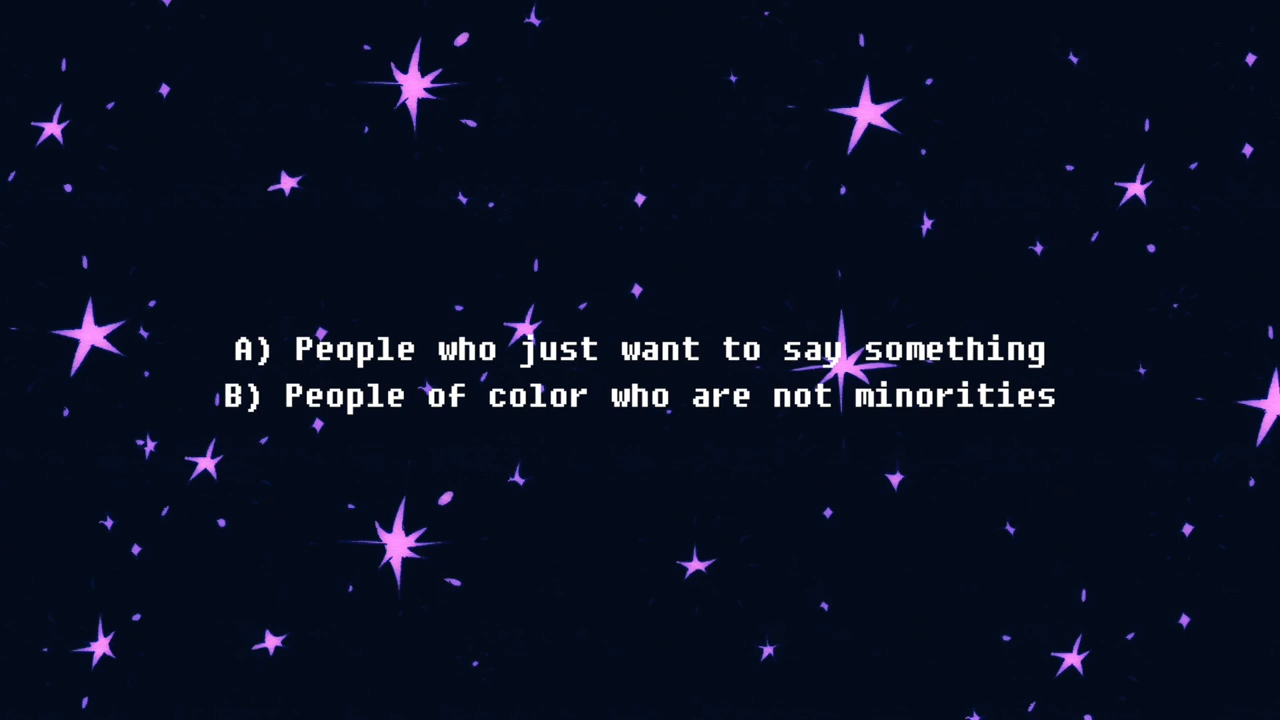 A) People who just want to say something
B) People of color who are not minorities